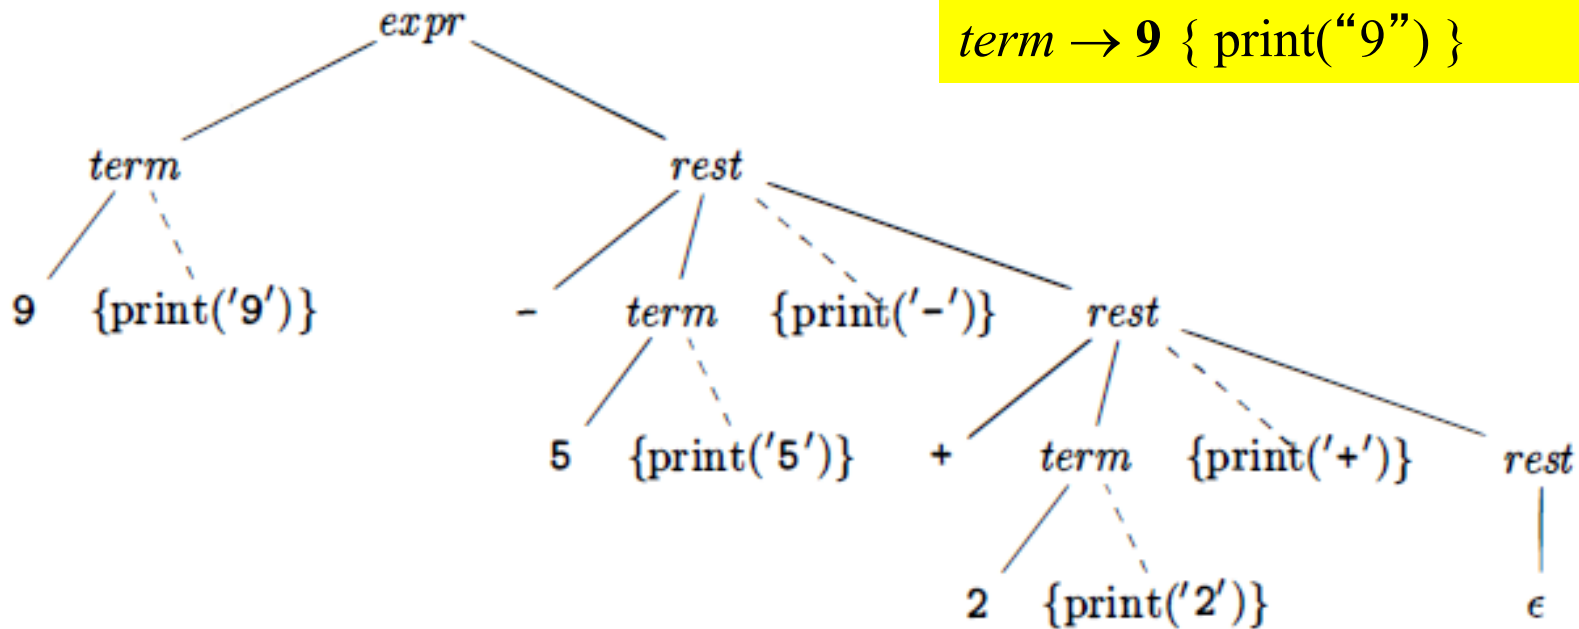 expr
term → 9 { print(“9”) }
term rest
9 {print('9')} - term {print('-')} rest
5 {print('5')} + term {print('+')} rest
2 {print('2')} ϵ